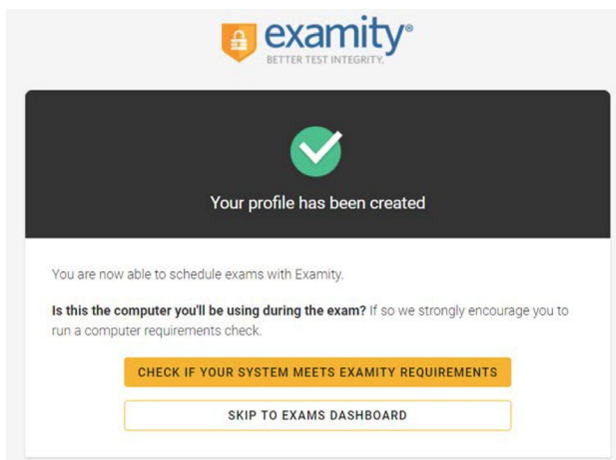 examity®
BETTER TEST INTEGRITY.
Your profile has been created
You are now able to schedule exams with Examity.
Is this the computer you'll be using during the exam? If so we strongly encourage you to
run a computer requirements check.
CHECK IF YOUR SYSTEM MEETS EXAMITY REQUIREMENTS
SKIP TO EXAMS DASHBOARD